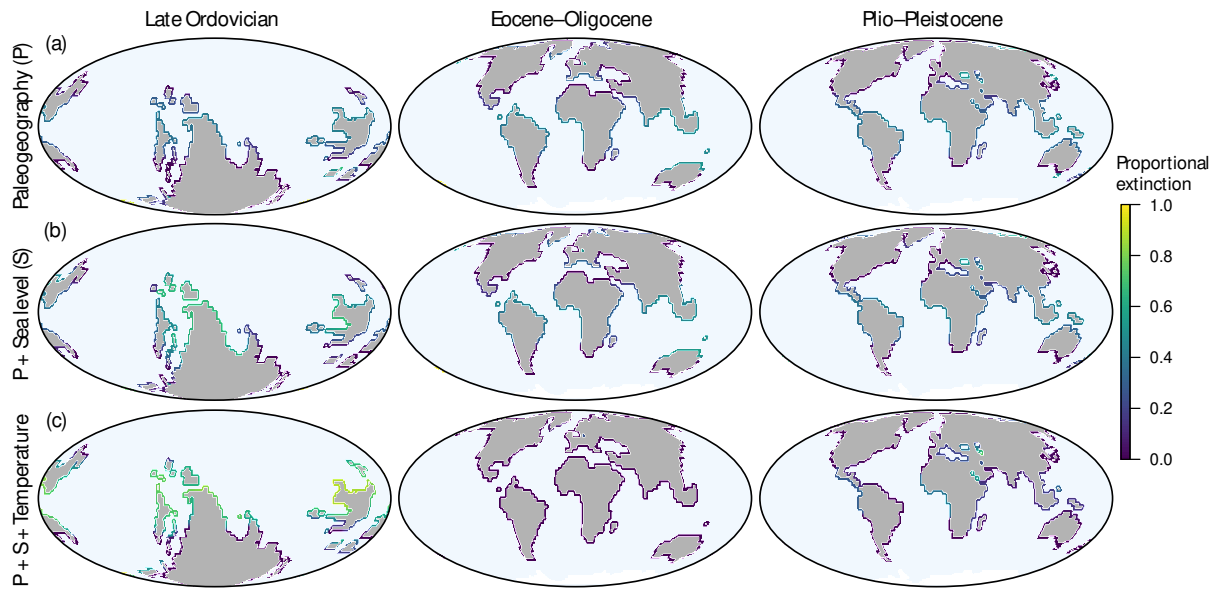 Late Ordovician
Eocene–Oligocene
Plio–Pleistocene
(a)
Paleogeography (P)
Proportional
extinction
1.0
0.8
0.6
0.4
0.2
0.0
(b)
P + Sea level (S)
(c)
P + S + Temperature